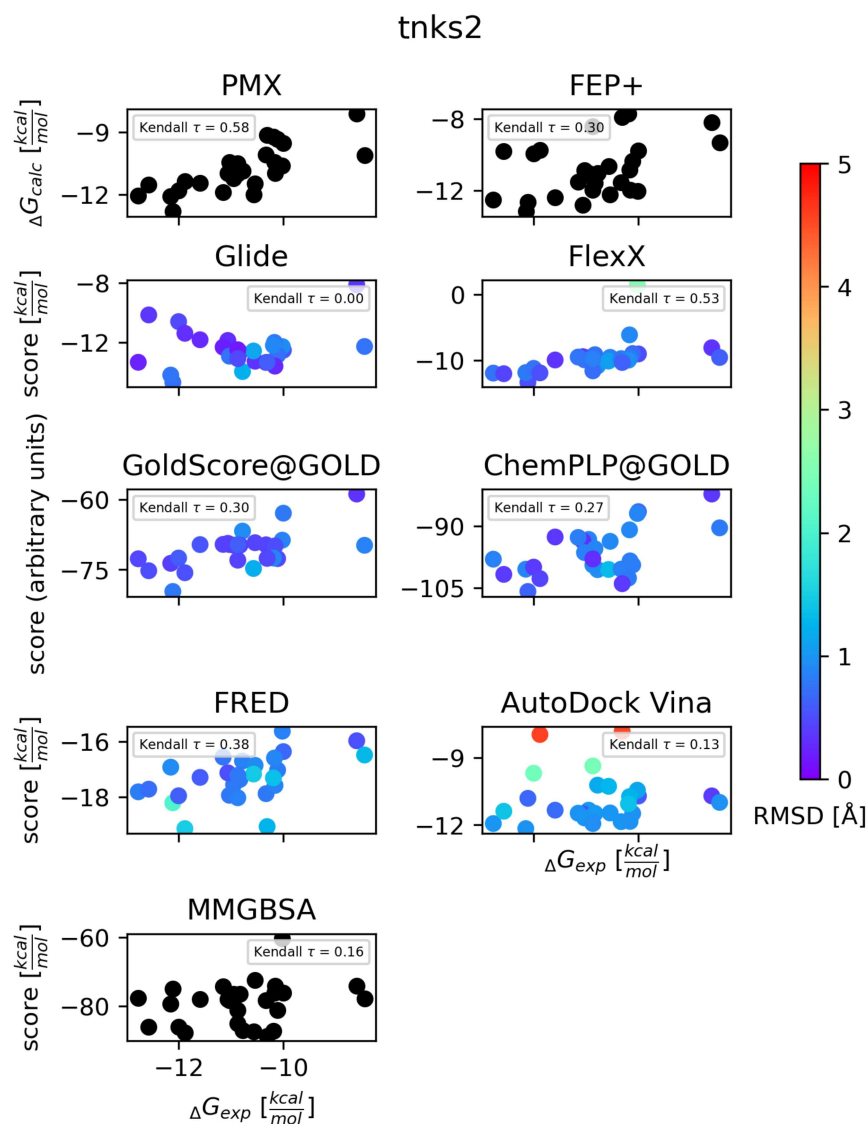 tnks2
PMX
FEP+
ΔG_calc [kcal/mol]
−9
−12
Kendall τ = 0.58
−8
−12
Kendall τ = 0.30
Glide
FlexX
score [kcal/mol]
−8
−12
Kendall τ = 0.00
0
−10
Kendall τ = 0.53
score (arbitrary units)
GoldScore@GOLD
ChemPLP@GOLD
−60
−75
Kendall τ = 0.30
−90
−105
Kendall τ = 0.27
FRED
AutoDock Vina
score [kcal/mol]
−16
−18
Kendall τ = 0.38
−9
−12
Kendall τ = 0.13
ΔG_exp [kcal/mol]
MMGBSA
score [kcal/mol]
−60
−80
Kendall τ = 0.16
−12
−10
ΔG_exp [kcal/mol]
5
4
3
2
1
0
RMSD [Å]